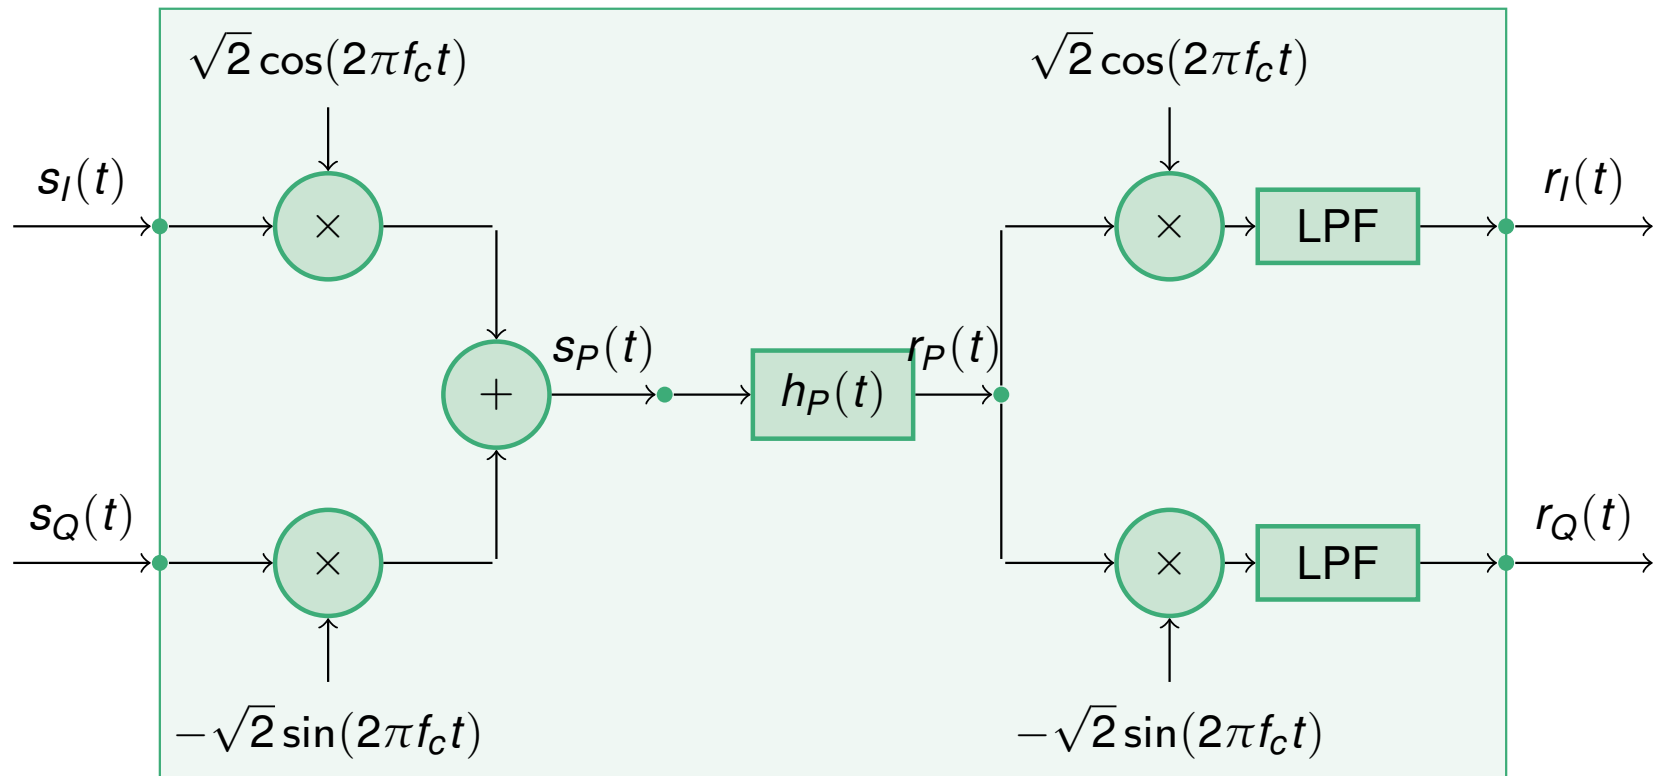 √2 cos(2πf_c t) √2 cos(2πf_c t)
s_I(t) × × LPF r_I(t)
s_P(t) r_P(t)
+ h_P(t)
s_Q(t) × × LPF r_Q(t)
−√2 sin(2πf_c t) −√2 sin(2πf_c t)